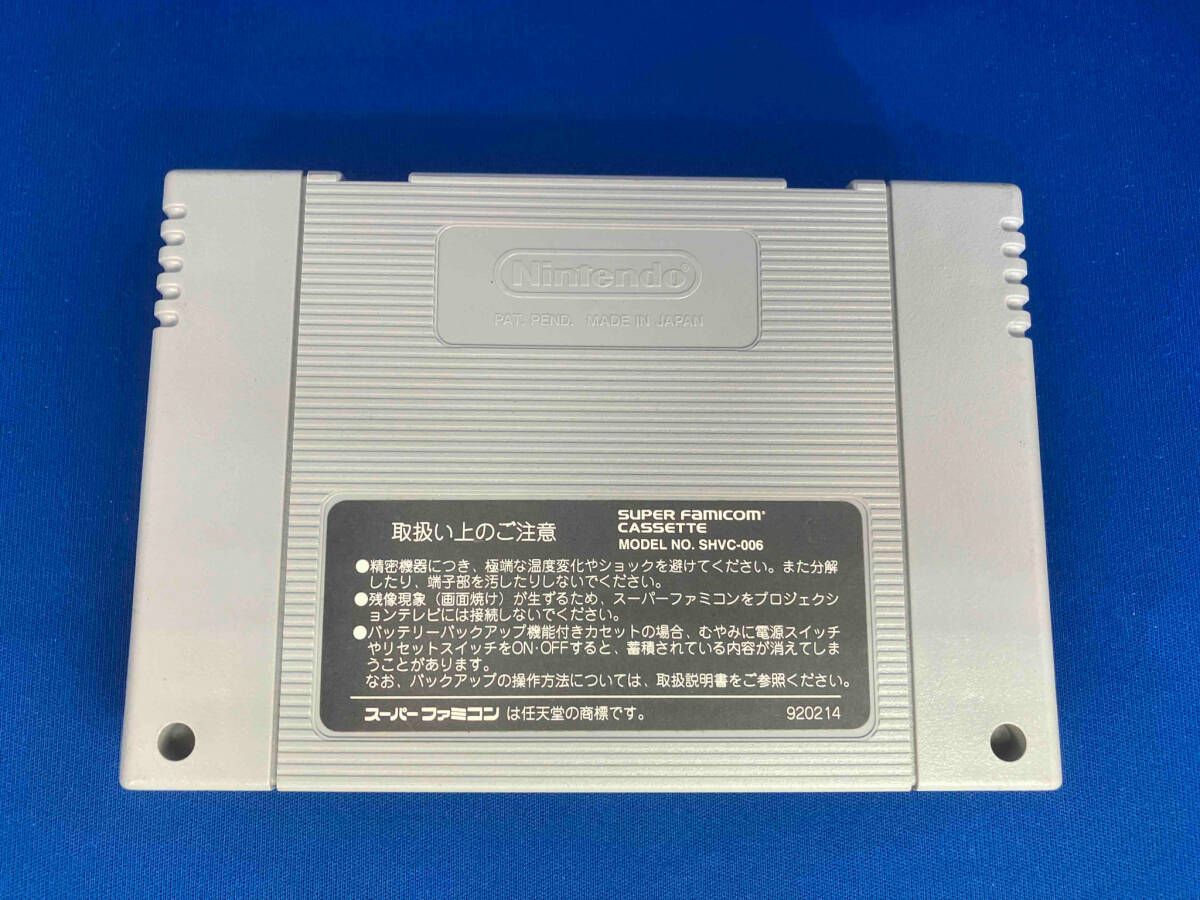 Nintendo®
PAT. PEND. MADE IN JAPAN
取扱い上のご注意
SUPER FAMICOM®
CASSETTE
MODEL NO. SHVC-006
●精密機器につき、極端な温度変化やショックを避けてください。また分解
したり、端子部を汚したりしないでください。
●残像現象（画面焼け）が生ずるため、スーパーファミコンをプロジェクシ
ョンテレビには接続しないでください。
●バッテリーバックアップ機能付きカセットの場合、むやみに電源スイッチ
やリセットスイッチをON·OFFすると、蓄積されている内容が消えてしま
うことがあります。
なお、バックアップの操作方法については、取扱説明書をご参照ください。
スーパーファミコン は任天堂の商標です。 920214